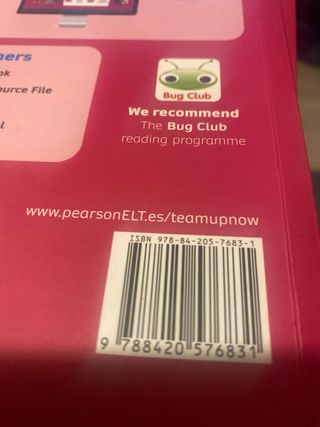 ners
ok
urce File
l
Bug Club
We recommend
The Bug Club
reading programme
www.pearsonELT.es/teamupnow
ISBN 978-84-205-7683-1
9 788420 576831